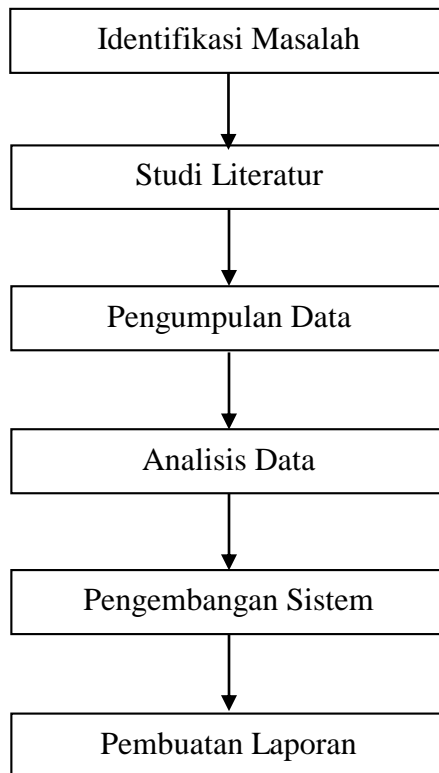 Identifikasi Masalah
Studi Literatur
Pengumpulan Data
Analisis Data
Pengembangan Sistem
Pembuatan Laporan